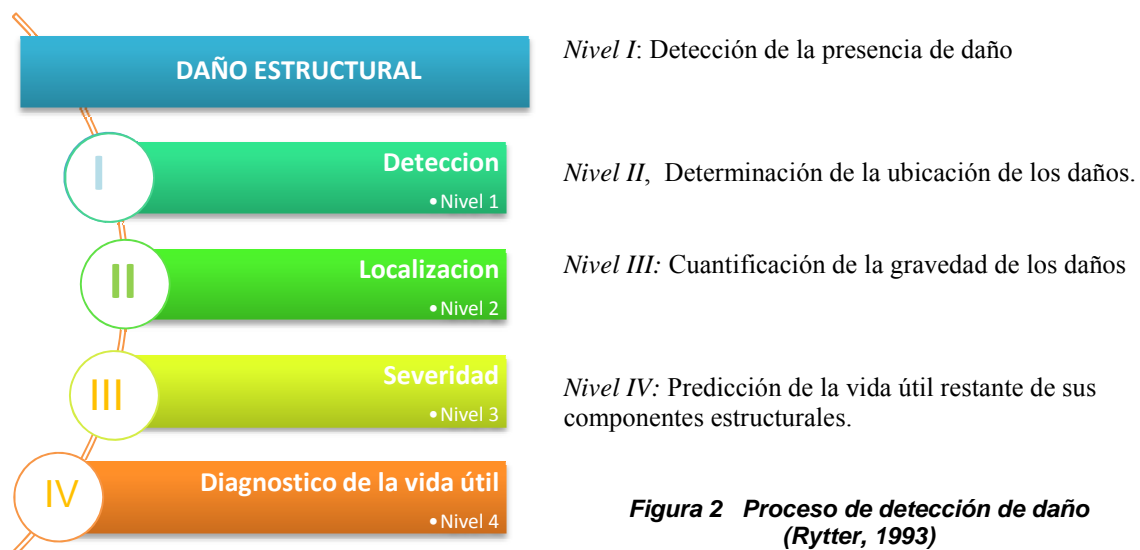 DAÑO ESTRUCTURAL
I
Deteccion
• Nivel 1
II
Localizacion
• Nivel 2
III
Severidad
• Nivel 3
IV
Diagnostico de la vida útil
• Nivel 4
Nivel I: Detección de la presencia de daño
Nivel II, Determinación de la ubicación de los daños.
Nivel III: Cuantificación de la gravedad de los daños
Nivel IV: Predicción de la vida útil restante de sus
componentes estructurales.
Figura 2 Proceso de detección de daño
(Rytter, 1993)